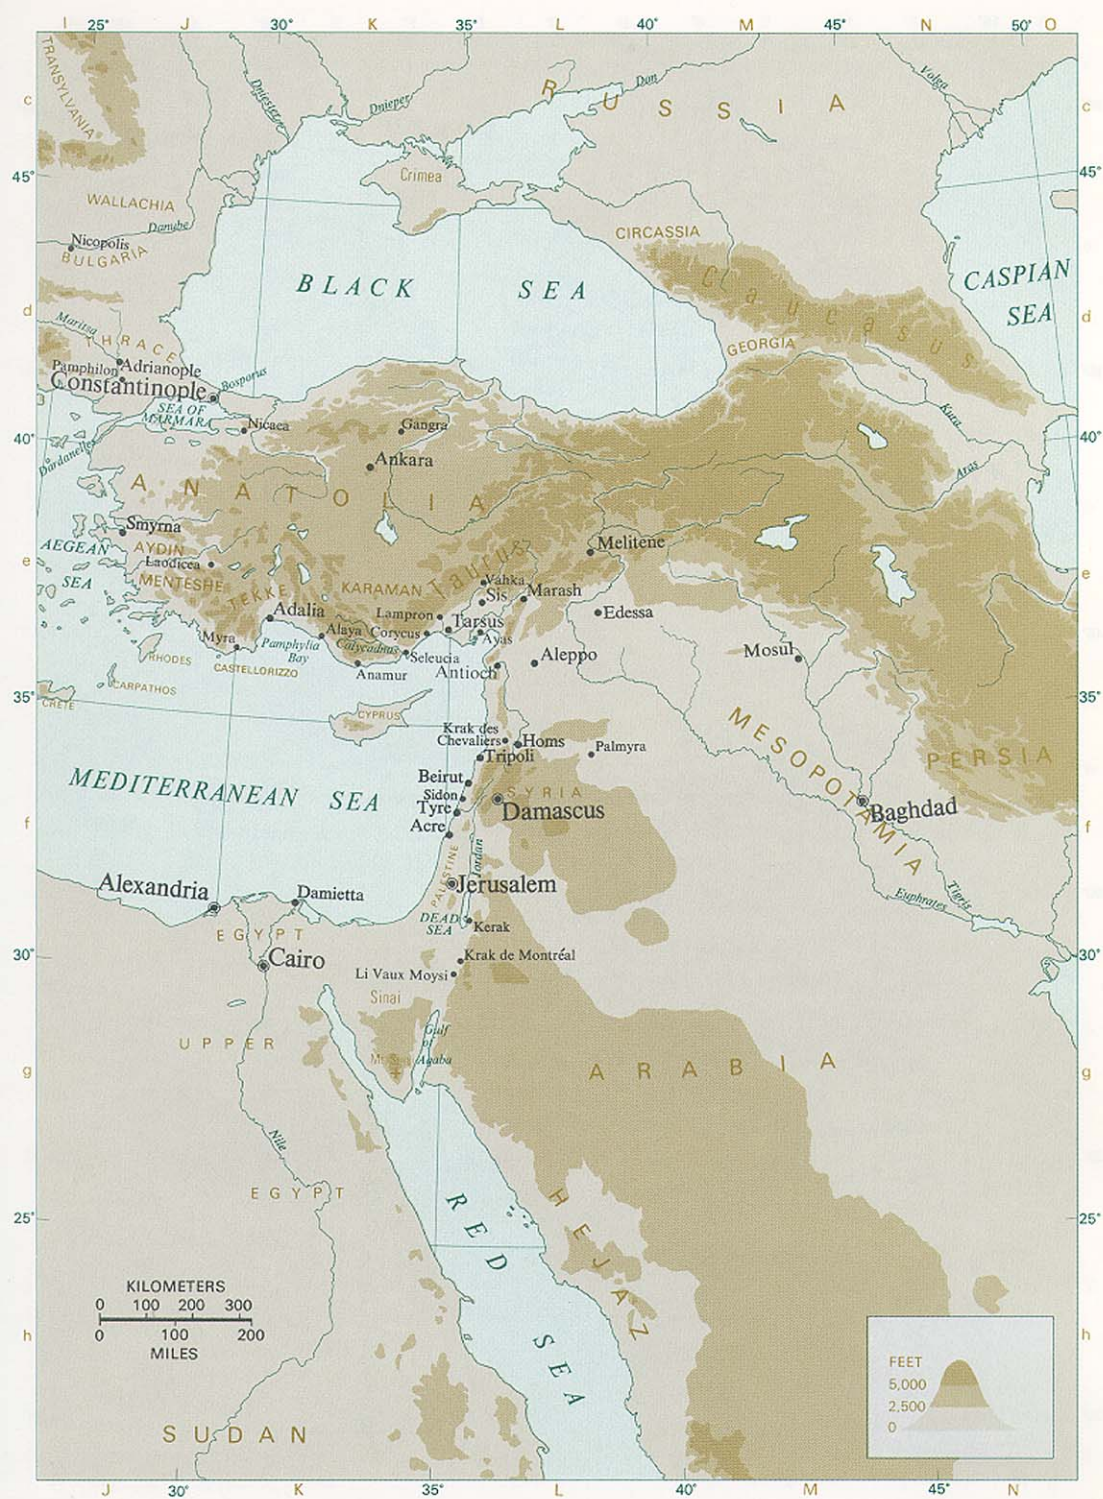 I 25° J 30° K 35° L 40° M 45° N 50° O
TRANSYLVANIA
Dniester
Dnieper
Don
Volga
RUSSIA
c
c
Crimea
45°
45°
WALLACHIA
Danube
Nicopolis
BULGARIA
CIRCASSIA
BLACK SEA
CASPIAN
SEA
Caucasus
d
d
Maritsa
THRACE
GEORGIA
Pamphilon
Adrianople
Constantinople
Bosporus
SEA OF
MARMARA
Nicaea
Gangra
Kura
40°
40°
Dardanelles
Ankara
Aras
ANATOLIA
Smyrna
AEGEAN
SEA
AYDIN
Laodicea
MENTESHE
TEKKE
KARAMAN
Taurus
Melitene
e
e
Vahka
Sis
Marash
Adalia
Lampron
Tarsus
Edessa
Myra
Alaya
Corycus
Ayas
Pamphylia
Bay
Calycadnus
Seleucia
Aleppo
Mosul
RHODES
CASTELLORIZZO
Anamur
Antioch
CARPATHOS
35°
35°
CRETE
CYPRUS
MESOPOTAMIA
PERSIA
Krak des
Chevaliers
Homs
Palmyra
Tripoli
MEDITERRANEAN SEA
Beirut
Sidon
SYRIA
Tyre
Damascus
Baghdad
Acre
f
f
PALESTINE
Jordan
Alexandria
Damietta
Jerusalem
Euphrates
Tigris
DEAD
SEA
Kerak
EGYPT
30°
30°
Cairo
Krak de Montréal
Li Vaux Moysi
Sinai
Gulf
of
Aqaba
UPPER
ARABIA
g
g
Nile
EGYPT
HEJAZ
25°
25°
RED SEA
KILOMETERS
0 100 200 300
0 100 200
MILES
h
h
FEET
5,000
2,500
0
SUDAN
J 30° K 35° L 40° M 45° N